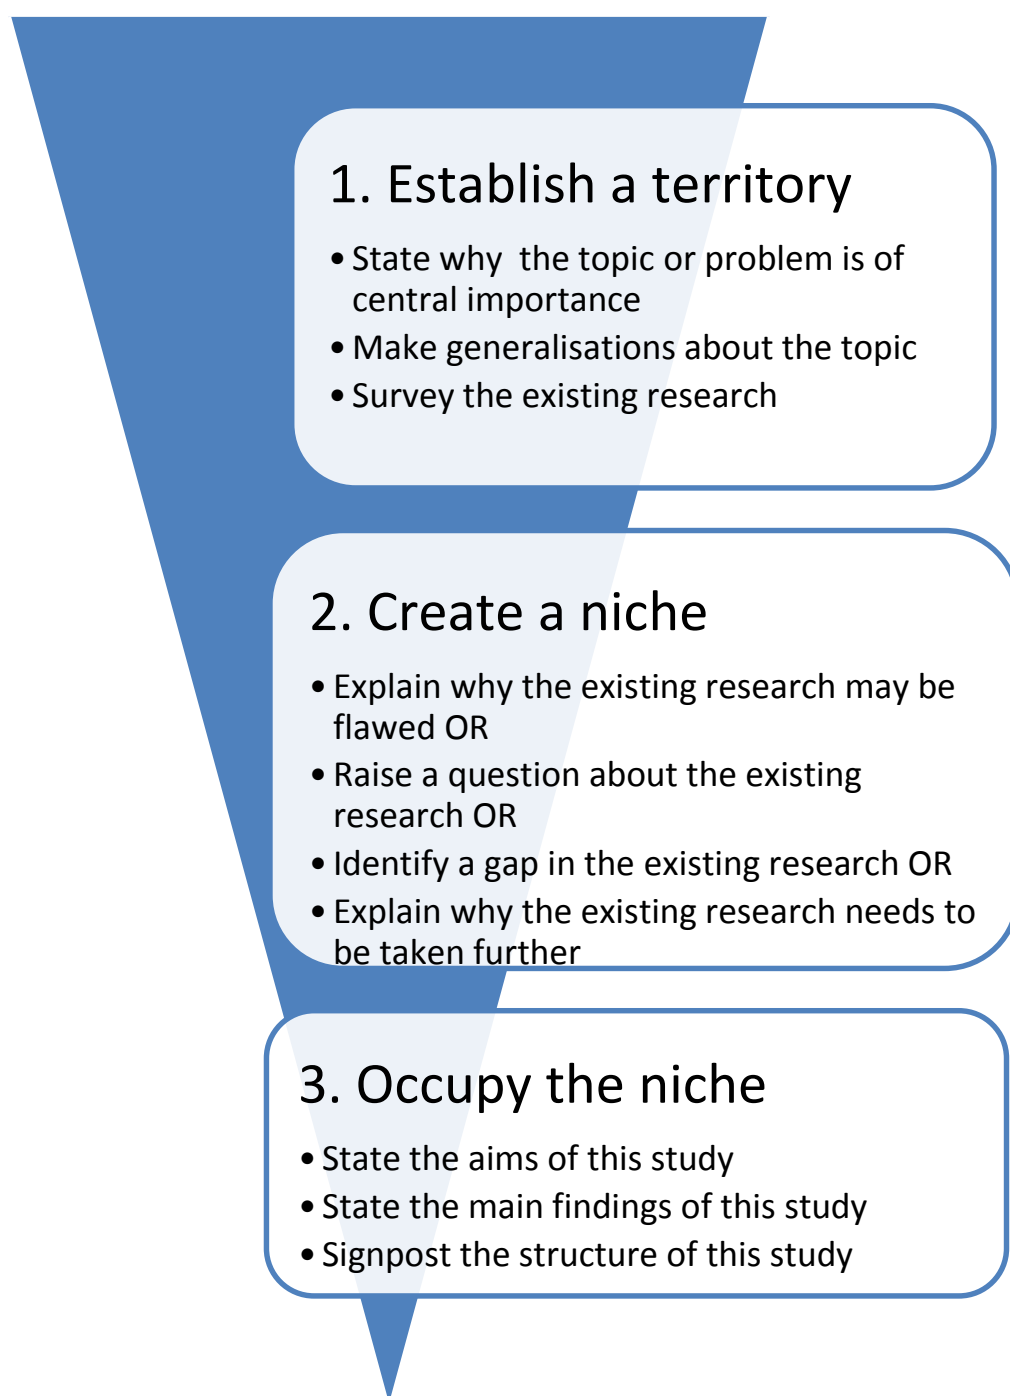 1. Establish a territory
• State why  the topic or problem is of
central importance
• Make generalisations about the topic
• Survey the existing research
2. Create a niche
• Explain why the existing research may be
flawed OR
• Raise a question about the existing
research OR
• Identify a gap in the existing research OR
• Explain why the existing research needs to
be taken further
3. Occupy the niche
• State the aims of this study
• State the main findings of this study
• Signpost the structure of this study